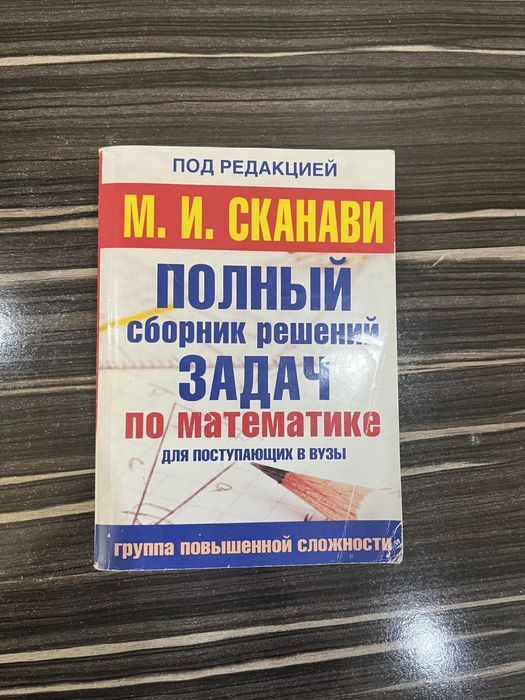 ПОД РЕДАКЦИЕЙ
М. И. СКАНАВИ
ПОЛНЫЙ
сборник решений
ЗАДАЧ
по математике
ДЛЯ ПОСТУПАЮЩИХ В ВУЗЫ
группа повышенной сложности